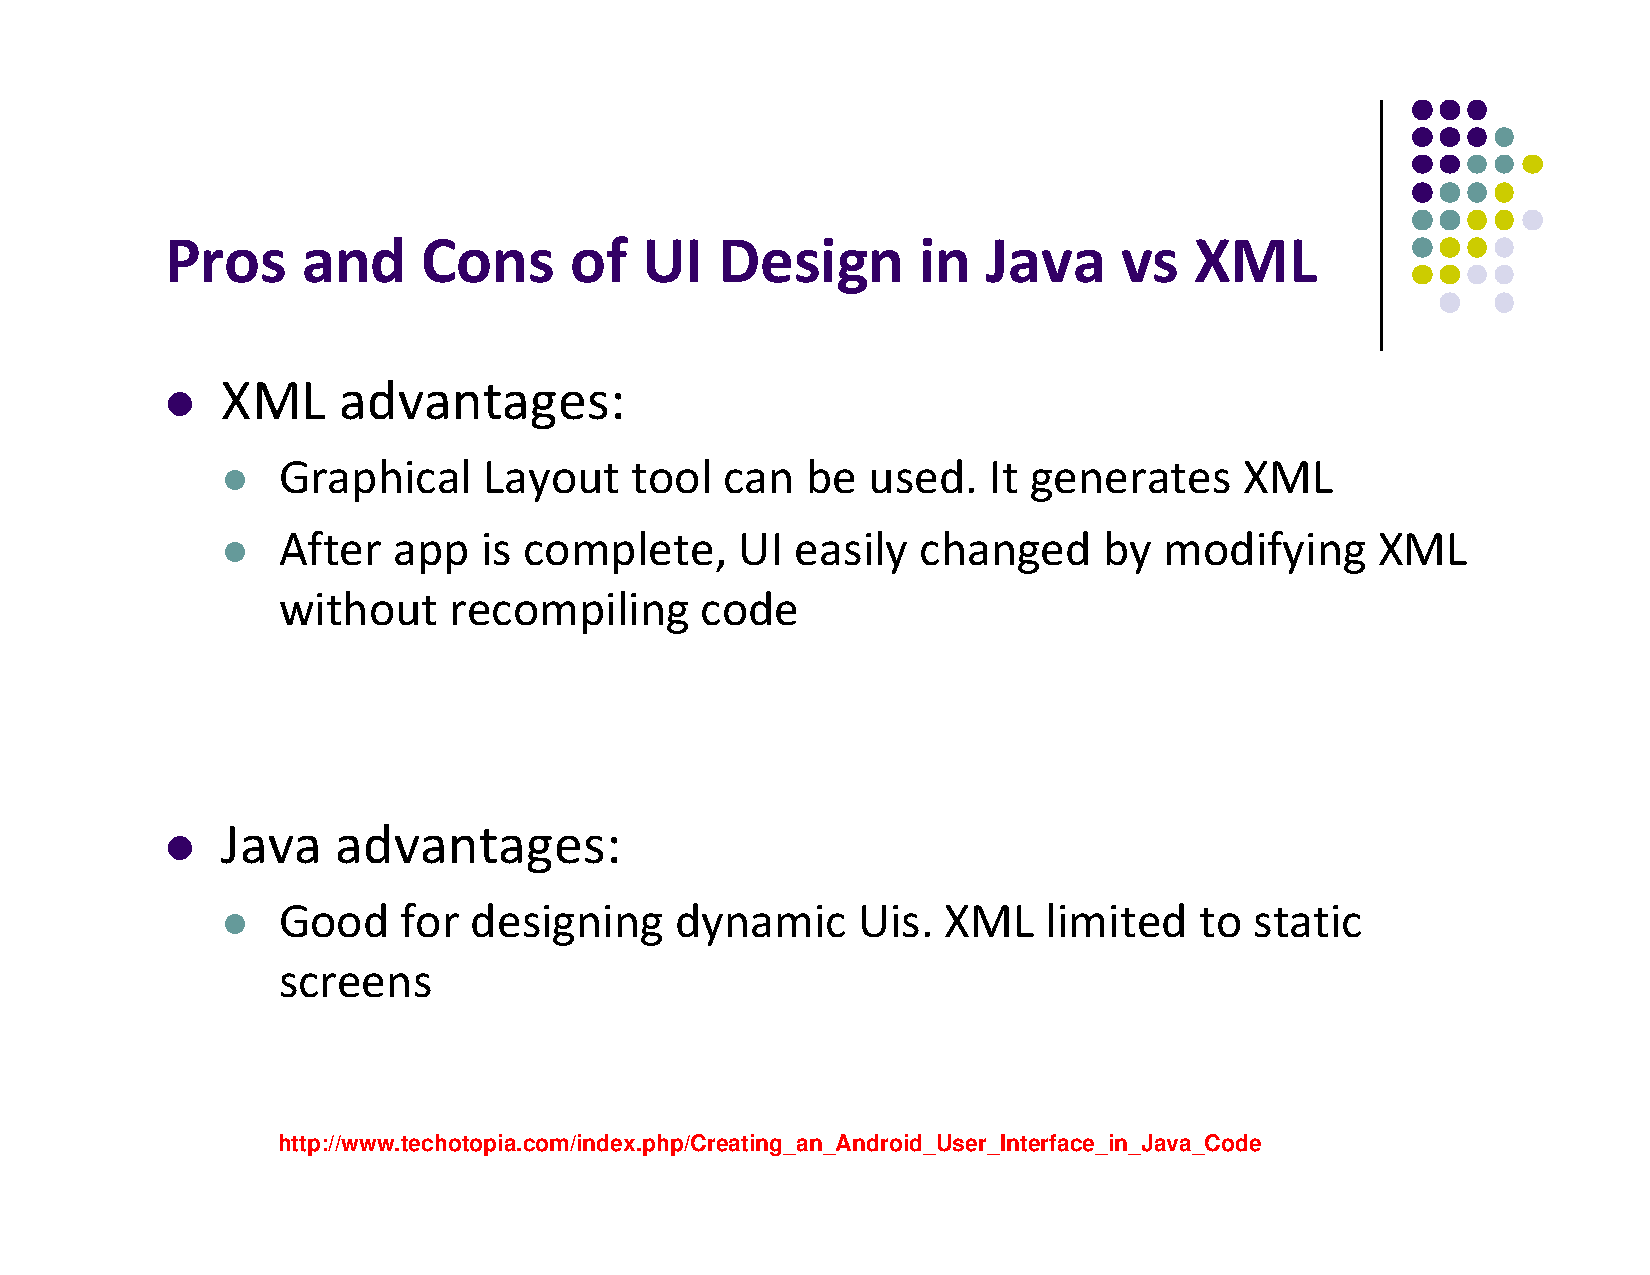 Pros and Cons of UI Design in Java vs XML
XML advantages:
Graphical Layout tool can be used. It generates XML
After app is complete, UI easily changed by modifying XML
without recompiling code
Java advantages:
Good for designing dynamic Uis. XML limited to static
screens
http://www.techotopia.com/index.php/Creating_an_Android_User_Interface_in_Java_Code